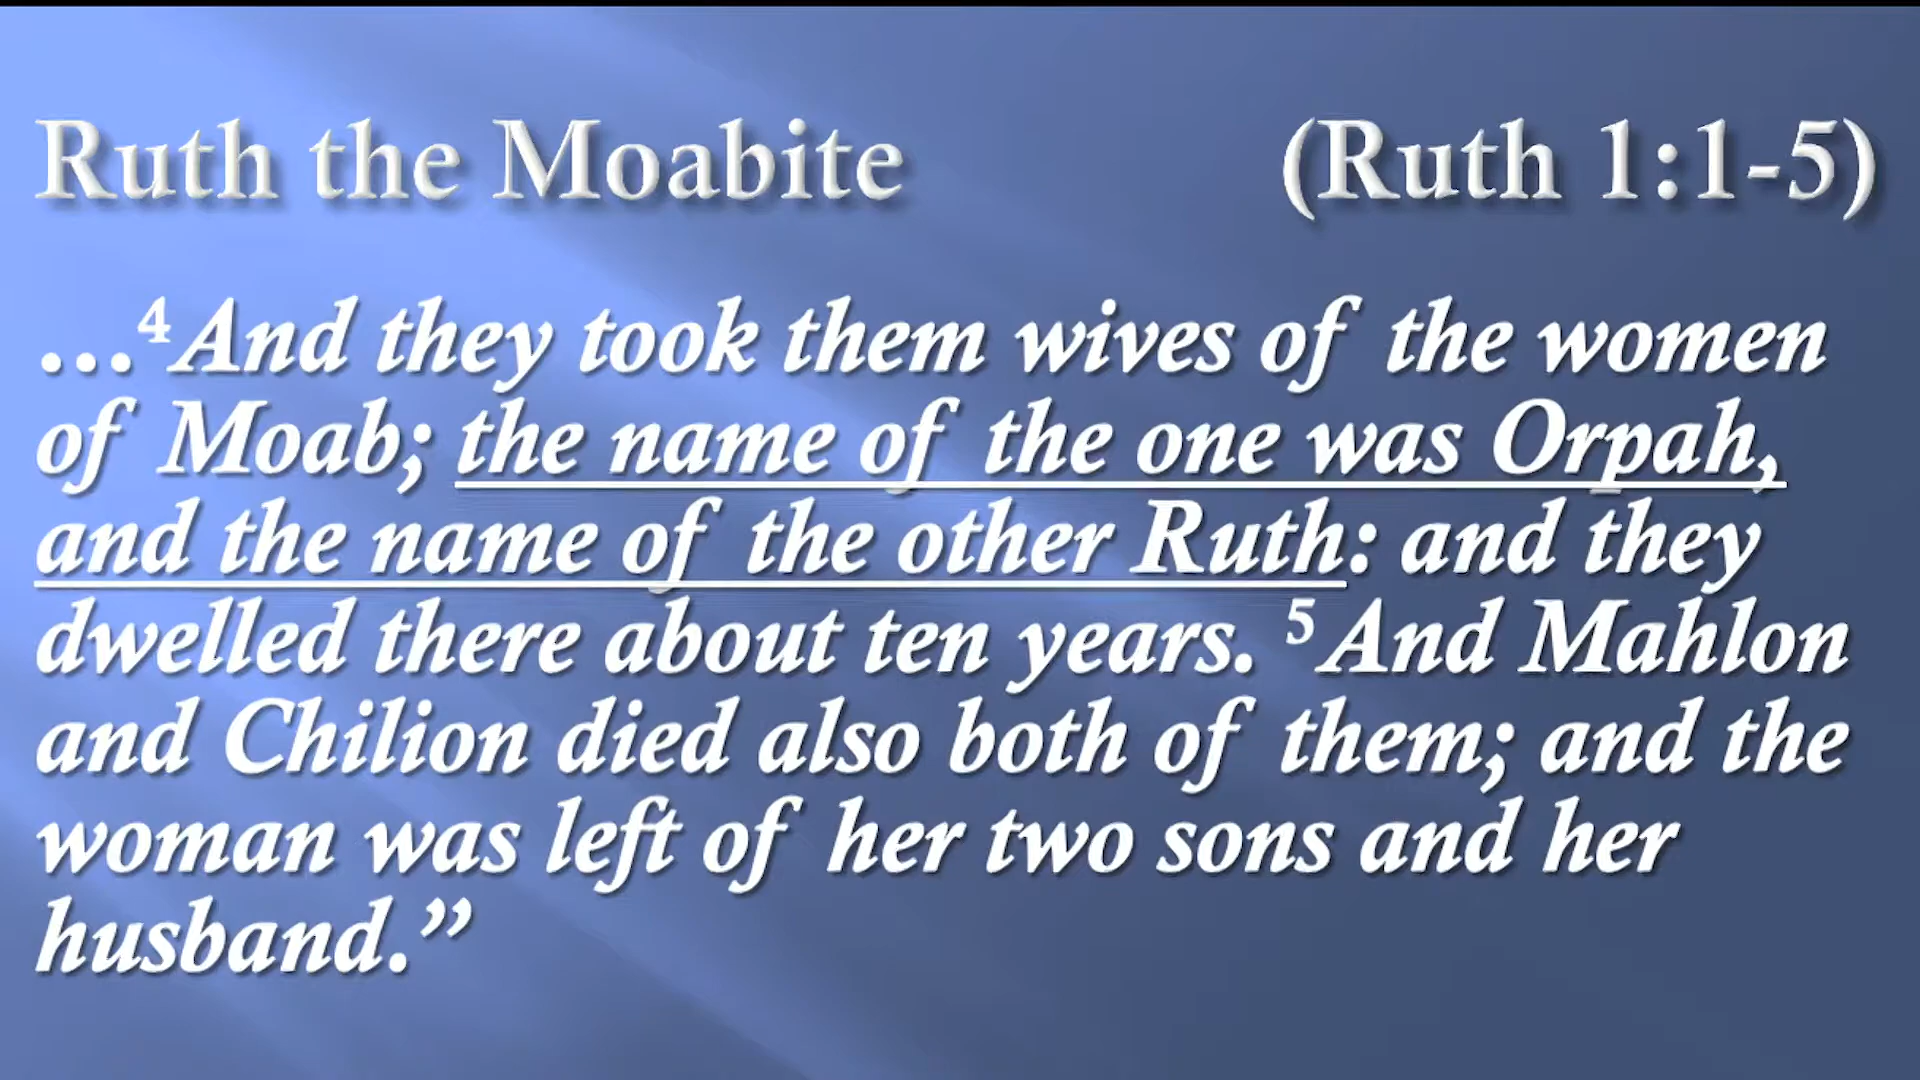 Ruth the Moabite (Ruth 1:1-5)
...⁴And they took them wives of the women
of Moab; the name of the one was Orpah,
and the name of the other Ruth: and they
dwelled there about ten years. ⁵And Mahlon
and Chilion died also both of them; and the
woman was left of her two sons and her
husband.”